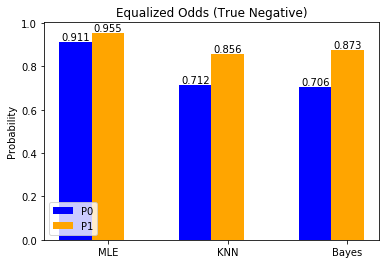 Equalized Odds (True Negative)
Probability
1.0
0.8
0.6
0.4
0.2
0.0
0.911
0.955
0.712
0.856
0.706
0.873
P0
P1
MLE
KNN
Bayes